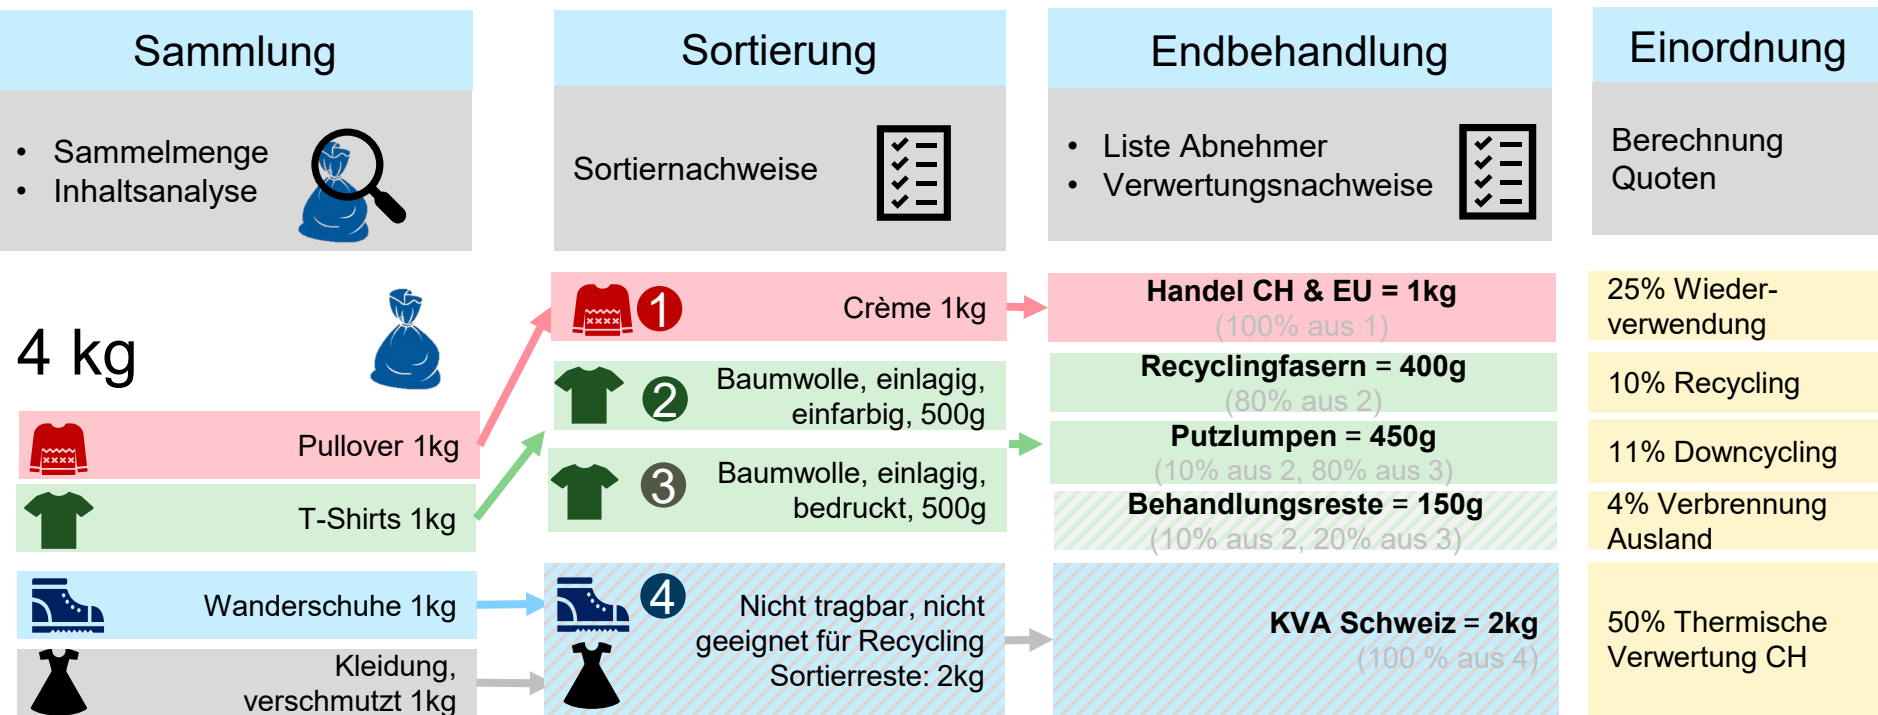 Sammlung
• Sammelmenge
• Inhaltsanalyse
4 kg
Pullover 1kg
T-Shirts 1kg
Wanderschuhe 1kg
Kleidung,
verschmutzt 1kg
Sortierung
Sortiernachweise
1
Crème 1kg
2
Baumwolle, einlagig,
einfarbig, 500g
3
Baumwolle, einlagig,
bedruckt, 500g
4
Nicht tragbar, nicht
geeignet für Recycling
Sortierreste: 2kg
Endbehandlung
• Liste Abnehmer
• Verwertungsnachweise
Handel CH & EU = 1kg
(100% aus 1)
Recyclingfasern = 400g
(80% aus 2)
Putzlumpen = 450g
(10% aus 2, 80% aus 3)
Behandlungsreste = 150g
(10% aus 2, 20% aus 3)
KVA Schweiz = 2kg
(100 % aus 4)
Einordnung
Berechnung
Quoten
25% Wieder-
verwendung
10% Recycling
11% Downcycling
4% Verbrennung
Ausland
50% Thermische
Verwertung CH